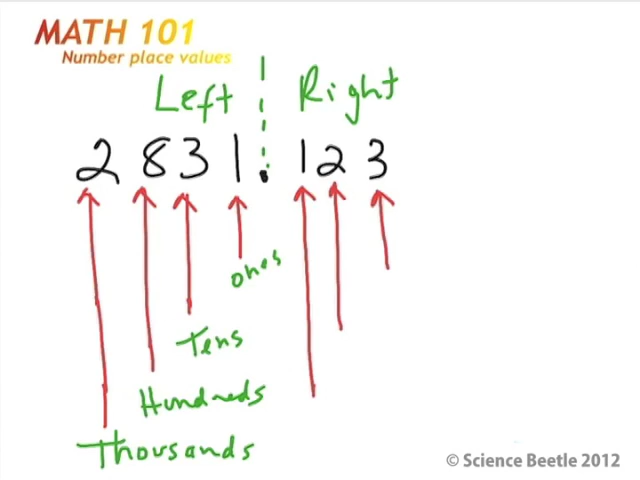 MATH 101
Number place values
Left Right
2831.123
ones
Tens
Hundreds
Thousands
© Science Beetle 2012